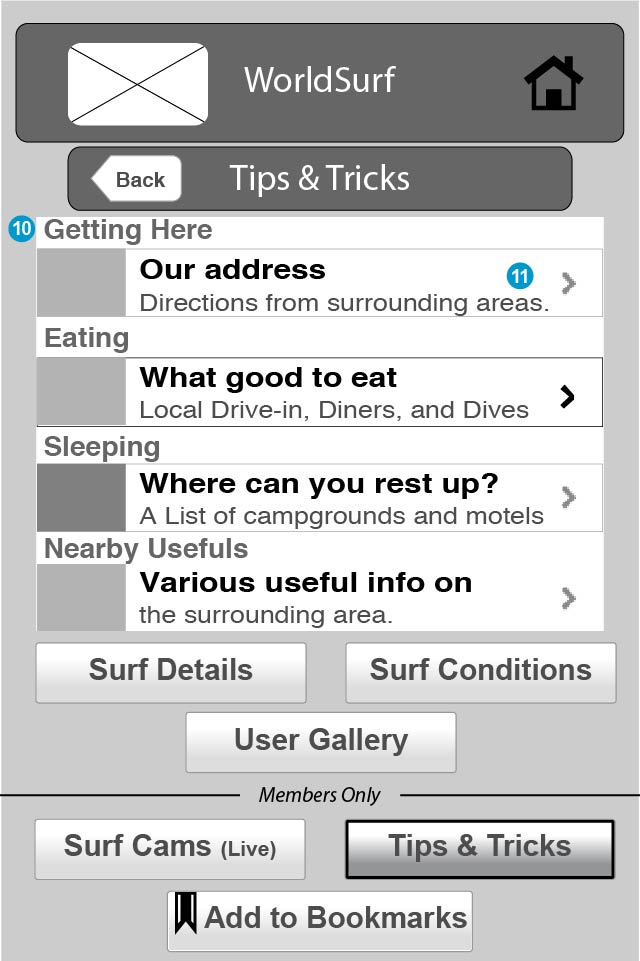 WorldSurf
Back
Tips & Tricks
10 Getting Here
Our address
11
Directions from surrounding areas.
Eating
What good to eat
Local Drive-in, Diners, and Dives
Sleeping
Where can you rest up?
A List of campgrounds and motels
Nearby Usefuls
Various useful info on
the surrounding area.
Surf Details
Surf Conditions
User Gallery
Members Only
Surf Cams (Live)
Tips & Tricks
Add to Bookmarks